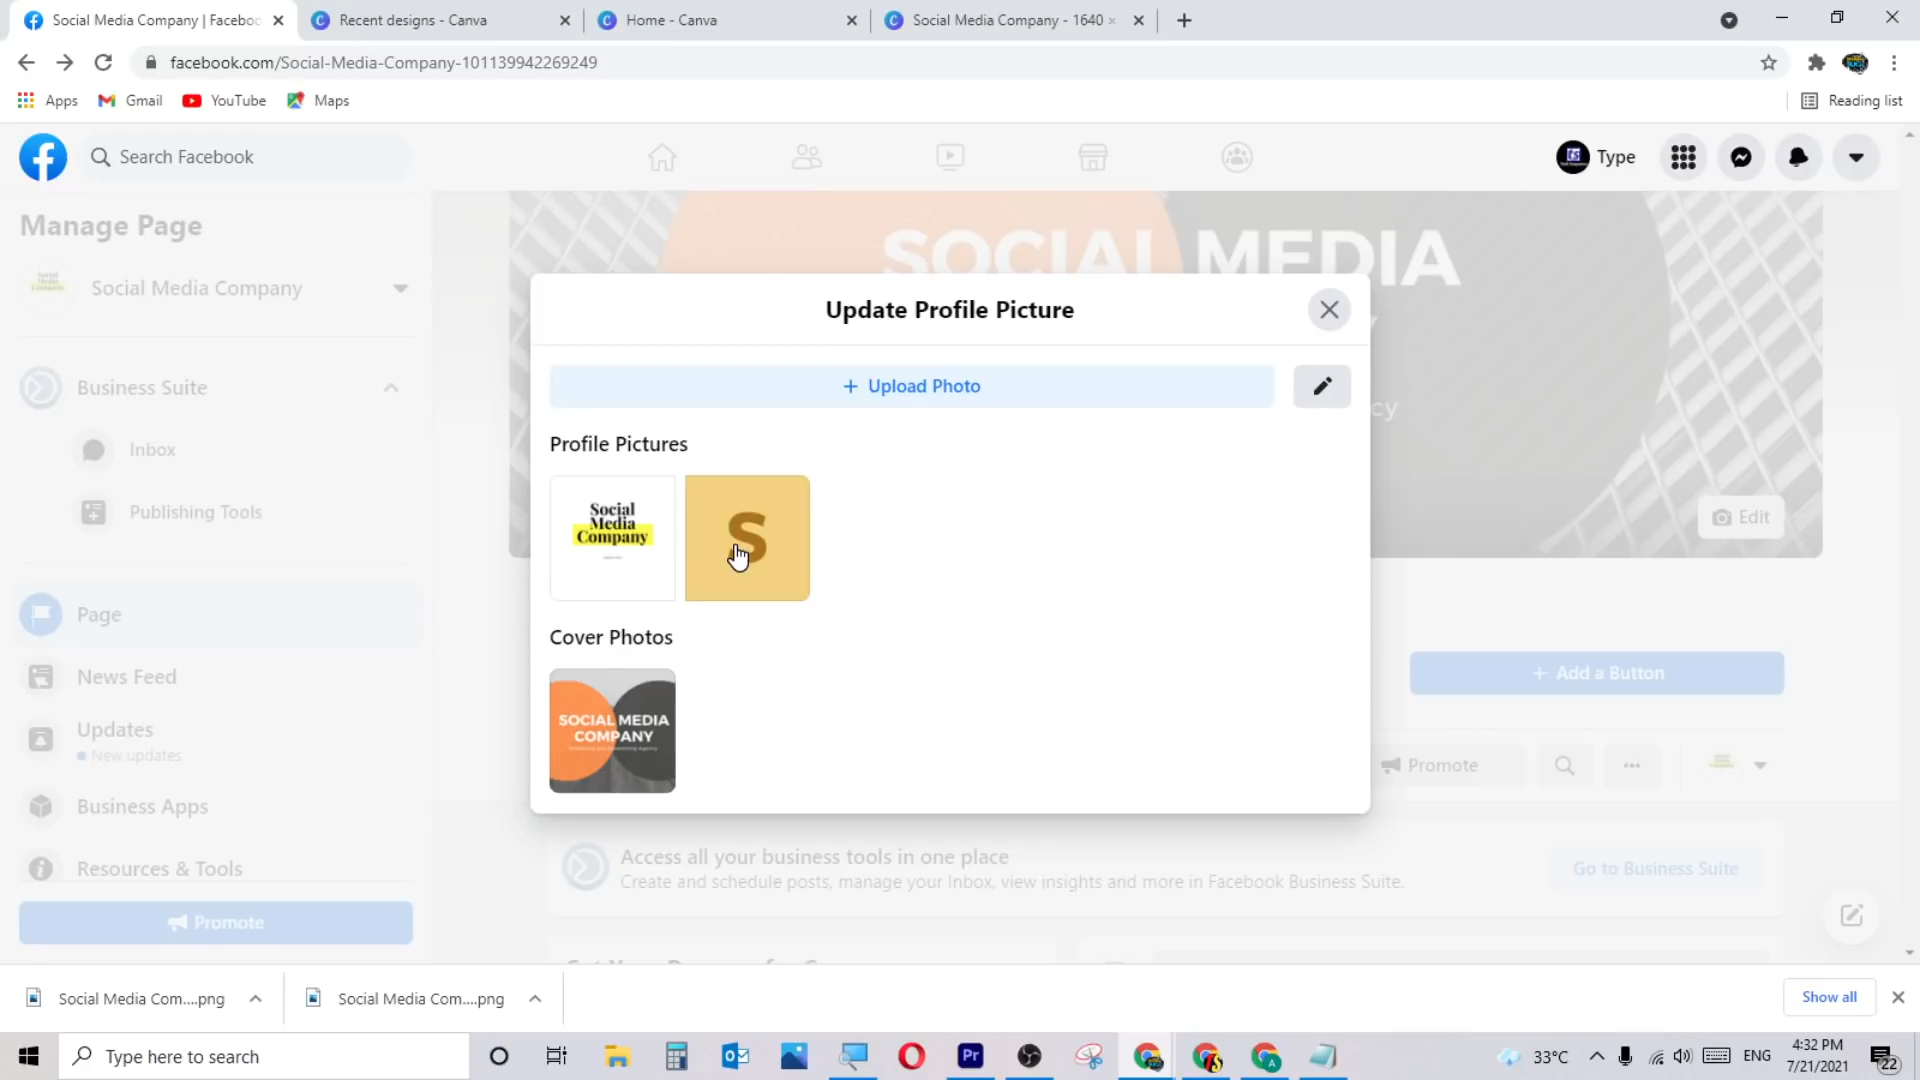 Social Media Company | Facebo
Recent designs - Canva
Home - Canva
Social Media Company - 1640 ×
facebook.com/Social-Media-Company-101139942269249
Apps
Gmail
YouTube
Maps
Reading list
Search Facebook
Type
Manage Page
Social Media Company
Business Suite
Inbox
Publishing Tools
Page
News Feed
Updates
New updates
Business Apps
Resources & Tools
Promote
SOCIAL MEDIA
Edit
Update Profile Picture
+ Upload Photo
Profile Pictures
Social
Media
Company
S
Cover Photos
SOCIAL MEDIA
COMPANY
+ Add a Button
Promote
Access all your business tools in one place
Create and schedule posts, manage your Inbox, view insights and more in Facebook Business Suite.
Go to Business Suite
Social Media Com....png
Social Media Com....png
Show all
Type here to search
Pr
33°C
ENG
4:32 PM
7/21/2021
22